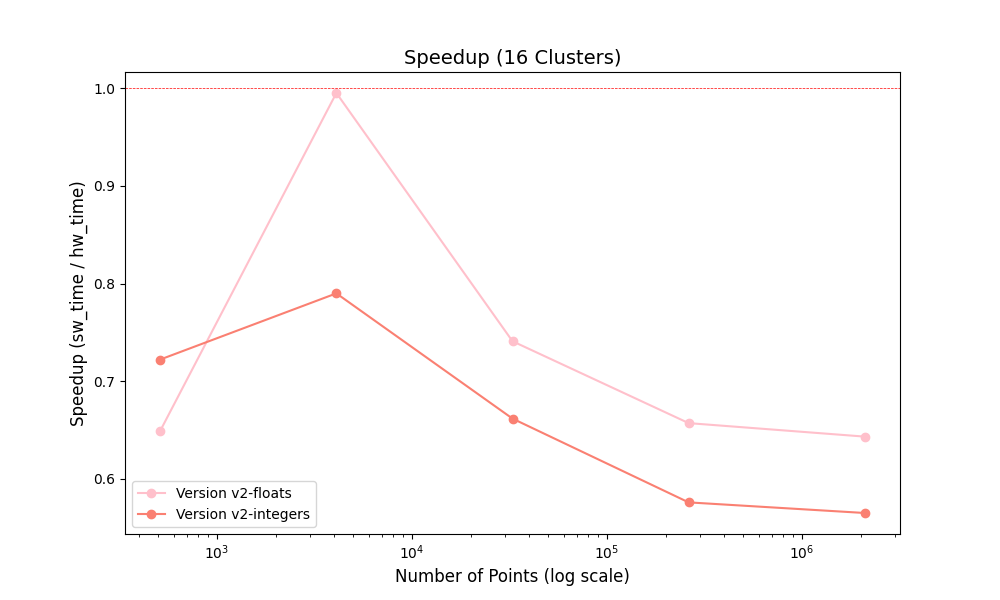 Speedup (16 Clusters)
Speedup (sw_time / hw_time)
1.0
0.9
0.8
0.7
0.6
Version v2-floats
Version v2-integers
10³
10⁴
10⁵
10⁶
Number of Points (log scale)